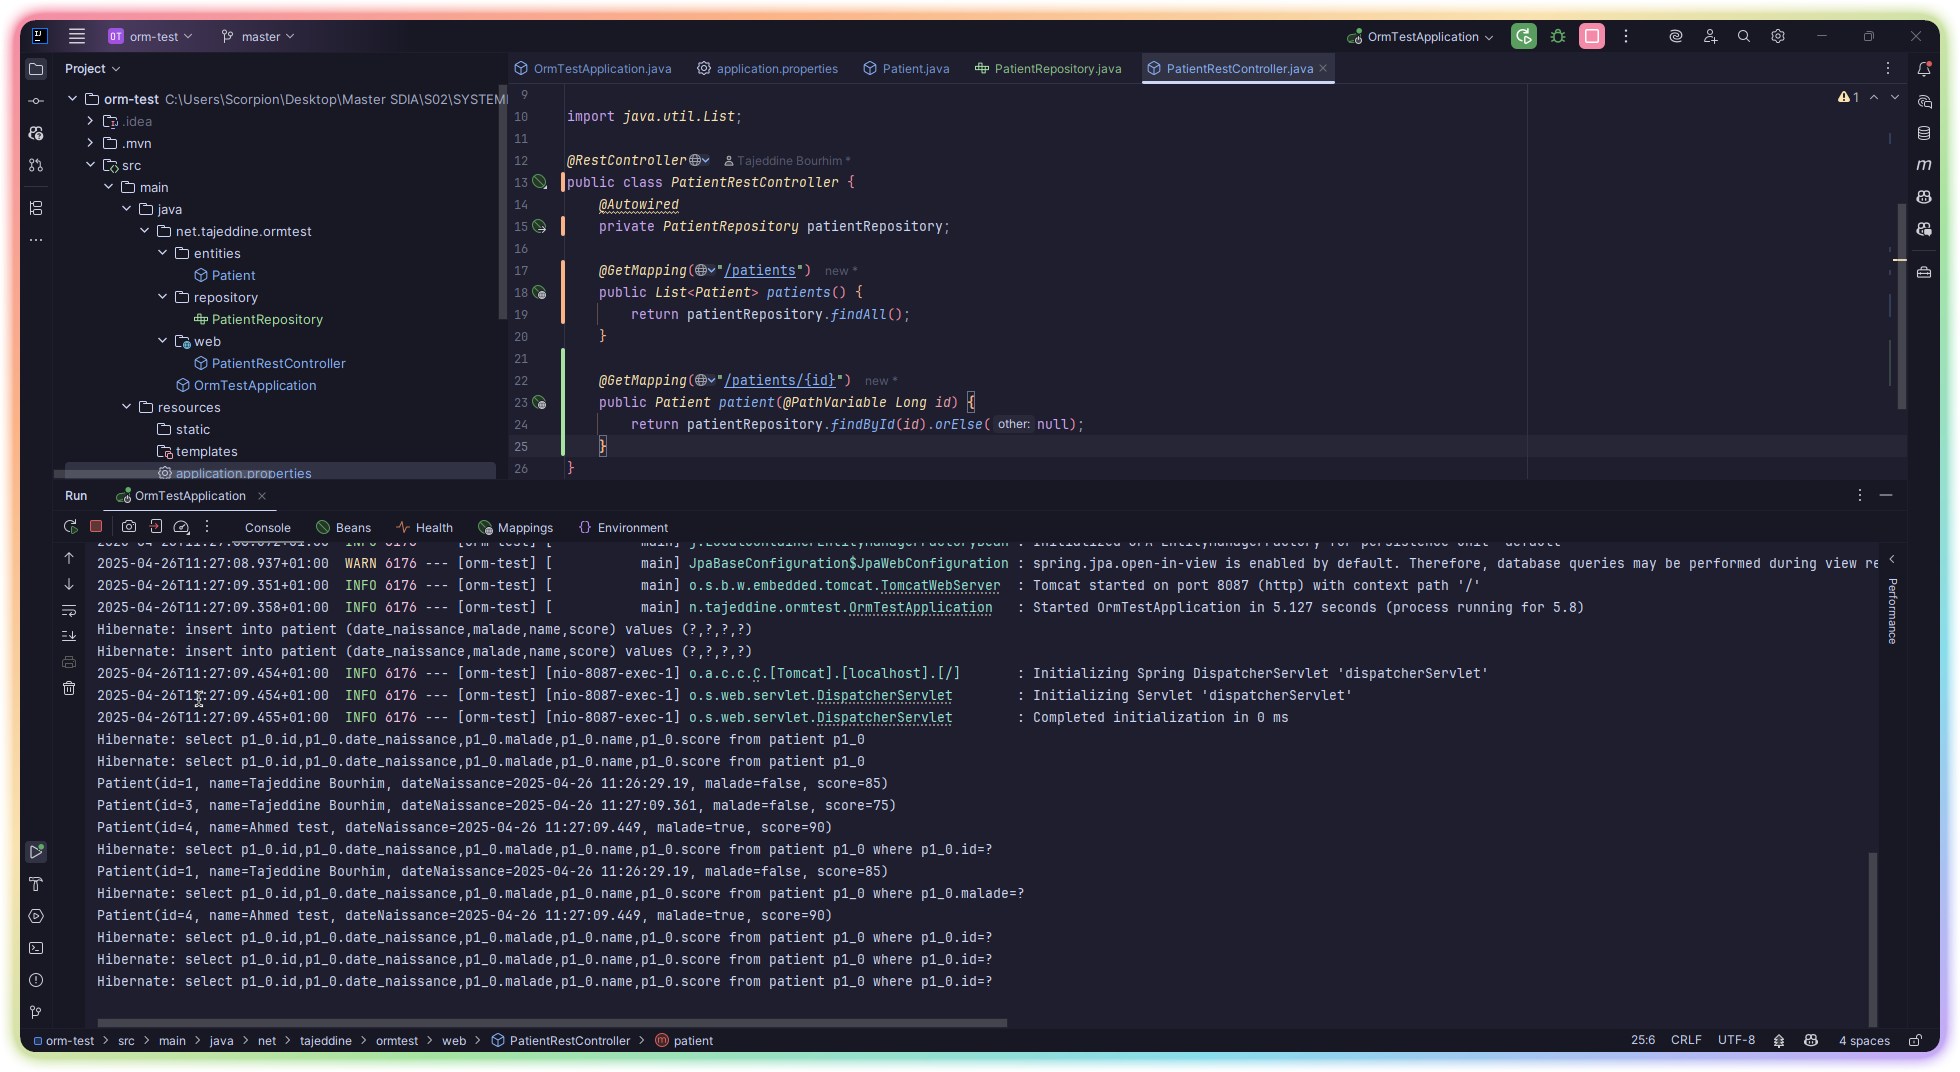 OT orm-test master OrmTestApplication
Project
OrmTestApplication.java application.properties Patient.java PatientRepository.java PatientRestController.java
orm-test C:\Users\Scorpion\Desktop\Master SDIA\S02\SYSTEM
.idea
.mvn
src
main
java
net.tajeddine.ormtest
entities
Patient
repository
PatientRepository
web
PatientRestController
OrmTestApplication
resources
static
templates
application.properties
1
9
10 import java.util.List;
11
12 @RestController Tajeddine Bourhim *
13 public class PatientRestController {
14 @Autowired
15 private PatientRepository patientRepository;
16
17 @GetMapping("/patients") new *
18 public List<Patient> patients() {
19 return patientRepository.findAll();
20 }
21
22 @GetMapping("/patients/{id}") new *
23 public Patient patient(@PathVariable Long id) {
24 return patientRepository.findById(id).orElse( other: null);
25 }
26 }
Run OrmTestApplication
Console Beans Health Mappings Environment
2025-04-26T11:27:08.937+01:00 WARN 6176 --- [orm-test] [ main] JpaBaseConfiguration$JpaWebConfiguration : spring.jpa.open-in-view is enabled by default. Therefore, database queries may be performed during view re
2025-04-26T11:27:09.351+01:00 INFO 6176 --- [orm-test] [ main] o.s.b.w.embedded.tomcat.TomcatWebServer : Tomcat started on port 8087 (http) with context path '/'
2025-04-26T11:27:09.358+01:00 INFO 6176 --- [orm-test] [ main] n.tajeddine.ormtest.OrmTestApplication : Started OrmTestApplication in 5.127 seconds (process running for 5.8)
Hibernate: insert into patient (date_naissance,malade,name,score) values (?,?,?,?)
Hibernate: insert into patient (date_naissance,malade,name,score) values (?,?,?,?)
2025-04-26T11:27:09.454+01:00 INFO 6176 --- [orm-test] [nio-8087-exec-1] o.a.c.c.C.[Tomcat].[localhost].[/] : Initializing Spring DispatcherServlet 'dispatcherServlet'
2025-04-26T11:27:09.454+01:00 INFO 6176 --- [orm-test] [nio-8087-exec-1] o.s.web.servlet.DispatcherServlet : Initializing Servlet 'dispatcherServlet'
2025-04-26T11:27:09.455+01:00 INFO 6176 --- [orm-test] [nio-8087-exec-1] o.s.web.servlet.DispatcherServlet : Completed initialization in 0 ms
Hibernate: select p1_0.id,p1_0.date_naissance,p1_0.malade,p1_0.name,p1_0.score from patient p1_0
Hibernate: select p1_0.id,p1_0.date_naissance,p1_0.malade,p1_0.name,p1_0.score from patient p1_0
Patient(id=1, name=Tajeddine Bourhim, dateNaissance=2025-04-26 11:26:29.19, malade=false, score=85)
Patient(id=3, name=Tajeddine Bourhim, dateNaissance=2025-04-26 11:27:09.361, malade=false, score=75)
Patient(id=4, name=Ahmed test, dateNaissance=2025-04-26 11:27:09.449, malade=true, score=90)
Hibernate: select p1_0.id,p1_0.date_naissance,p1_0.malade,p1_0.name,p1_0.score from patient p1_0 where p1_0.id=?
Patient(id=1, name=Tajeddine Bourhim, dateNaissance=2025-04-26 11:26:29.19, malade=false, score=85)
Hibernate: select p1_0.id,p1_0.date_naissance,p1_0.malade,p1_0.name,p1_0.score from patient p1_0 where p1_0.malade=?
Patient(id=4, name=Ahmed test, dateNaissance=2025-04-26 11:27:09.449, malade=true, score=90)
Hibernate: select p1_0.id,p1_0.date_naissance,p1_0.malade,p1_0.name,p1_0.score from patient p1_0 where p1_0.id=?
Hibernate: select p1_0.id,p1_0.date_naissance,p1_0.malade,p1_0.name,p1_0.score from patient p1_0 where p1_0.id=?
Hibernate: select p1_0.id,p1_0.date_naissance,p1_0.malade,p1_0.name,p1_0.score from patient p1_0 where p1_0.id=?
Performance
orm-test > src > main > java > net > tajeddine > ormtest > web > PatientRestController > patient 25:6 CRLF UTF-8 4 spaces